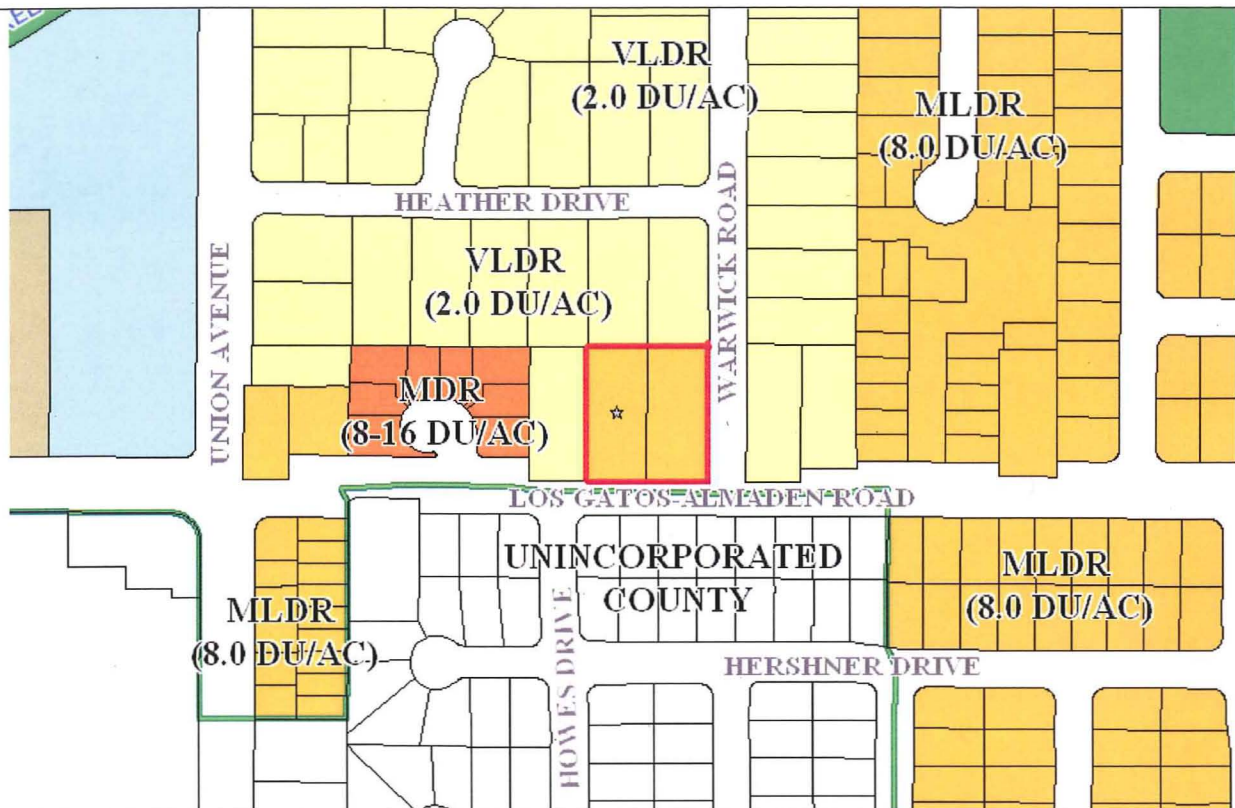 VLDR
(2.0 DU/AC)
MLDR
(8.0 DU/AC)
HEATHER DRIVE
WARWICK ROAD
UNION AVENUE
VLDR
(2.0 DU/AC)
MDR
(8-16 DU/AC)
LOS GATOS-ALMADEN ROAD
UNINCORPORATED
COUNTY
MLDR
(8.0 DU/AC)
MLDR
(8.0 DU/AC)
HOWES DRIVE
HERSHNER DRIVE